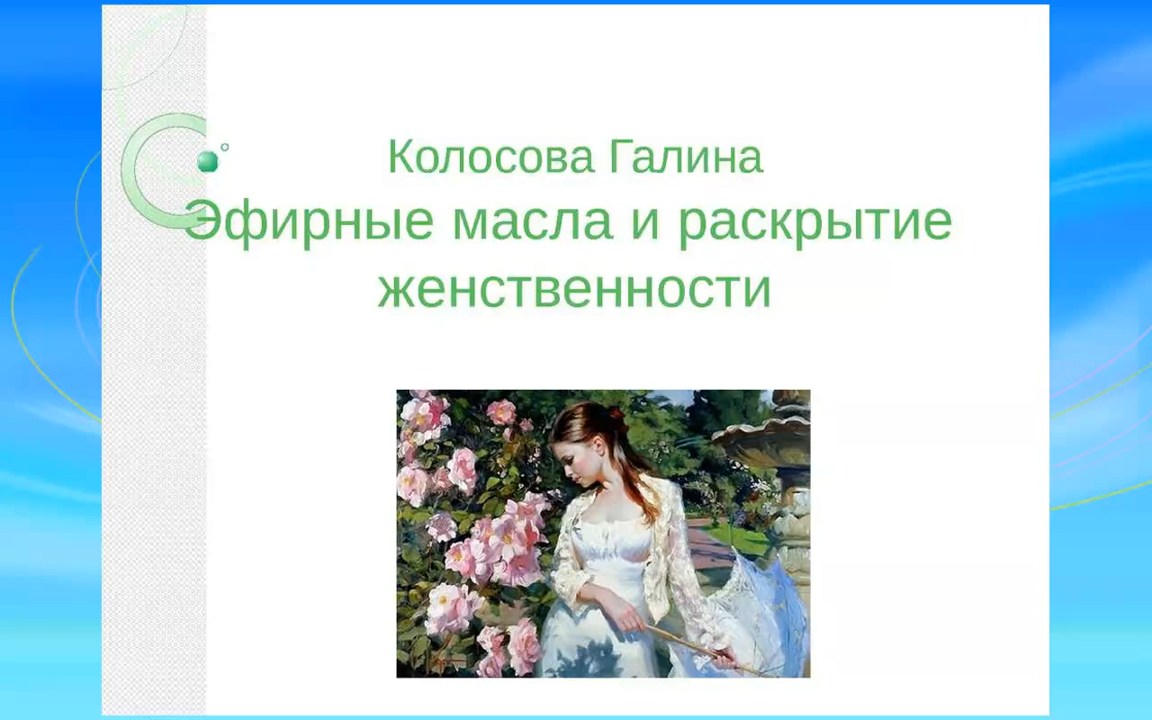 Колосова Галина
Эфирные масла и раскрытие
женственности